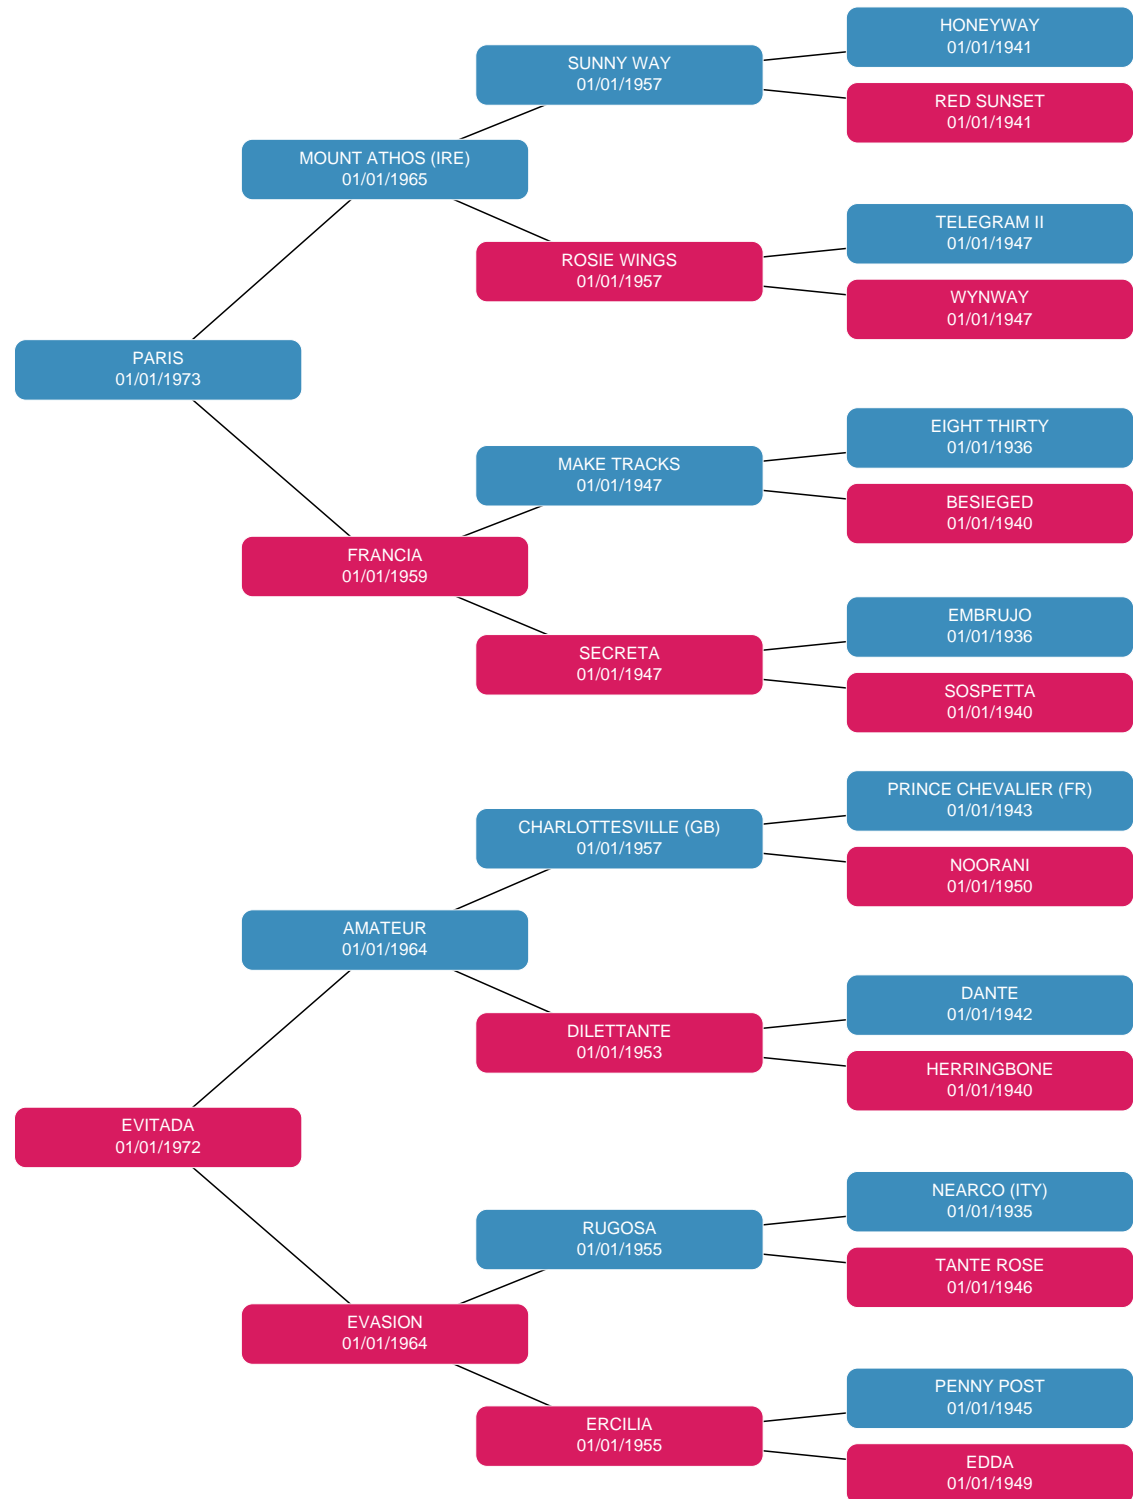 HONEYWAY
01/01/1941
SUNNY WAY
01/01/1957
RED SUNSET
01/01/1941
MOUNT ATHOS (IRE)
01/01/1965
TELEGRAM II
01/01/1947
ROSIE WINGS
01/01/1957
WYNWAY
01/01/1947
PARIS
01/01/1973
EIGHT THIRTY
01/01/1936
MAKE TRACKS
01/01/1947
BESIEGED
01/01/1940
FRANCIA
01/01/1959
EMBRUJO
01/01/1936
SECRETA
01/01/1947
SOSPETTA
01/01/1940
PRINCE CHEVALIER (FR)
01/01/1943
CHARLOTTESVILLE (GB)
01/01/1957
NOORANI
01/01/1950
AMATEUR
01/01/1964
DANTE
01/01/1942
DILETTANTE
01/01/1953
HERRINGBONE
01/01/1940
EVITADA
01/01/1972
NEARCO (ITY)
01/01/1935
RUGOSA
01/01/1955
TANTE ROSE
01/01/1946
EVASION
01/01/1964
PENNY POST
01/01/1945
ERCILIA
01/01/1955
EDDA
01/01/1949